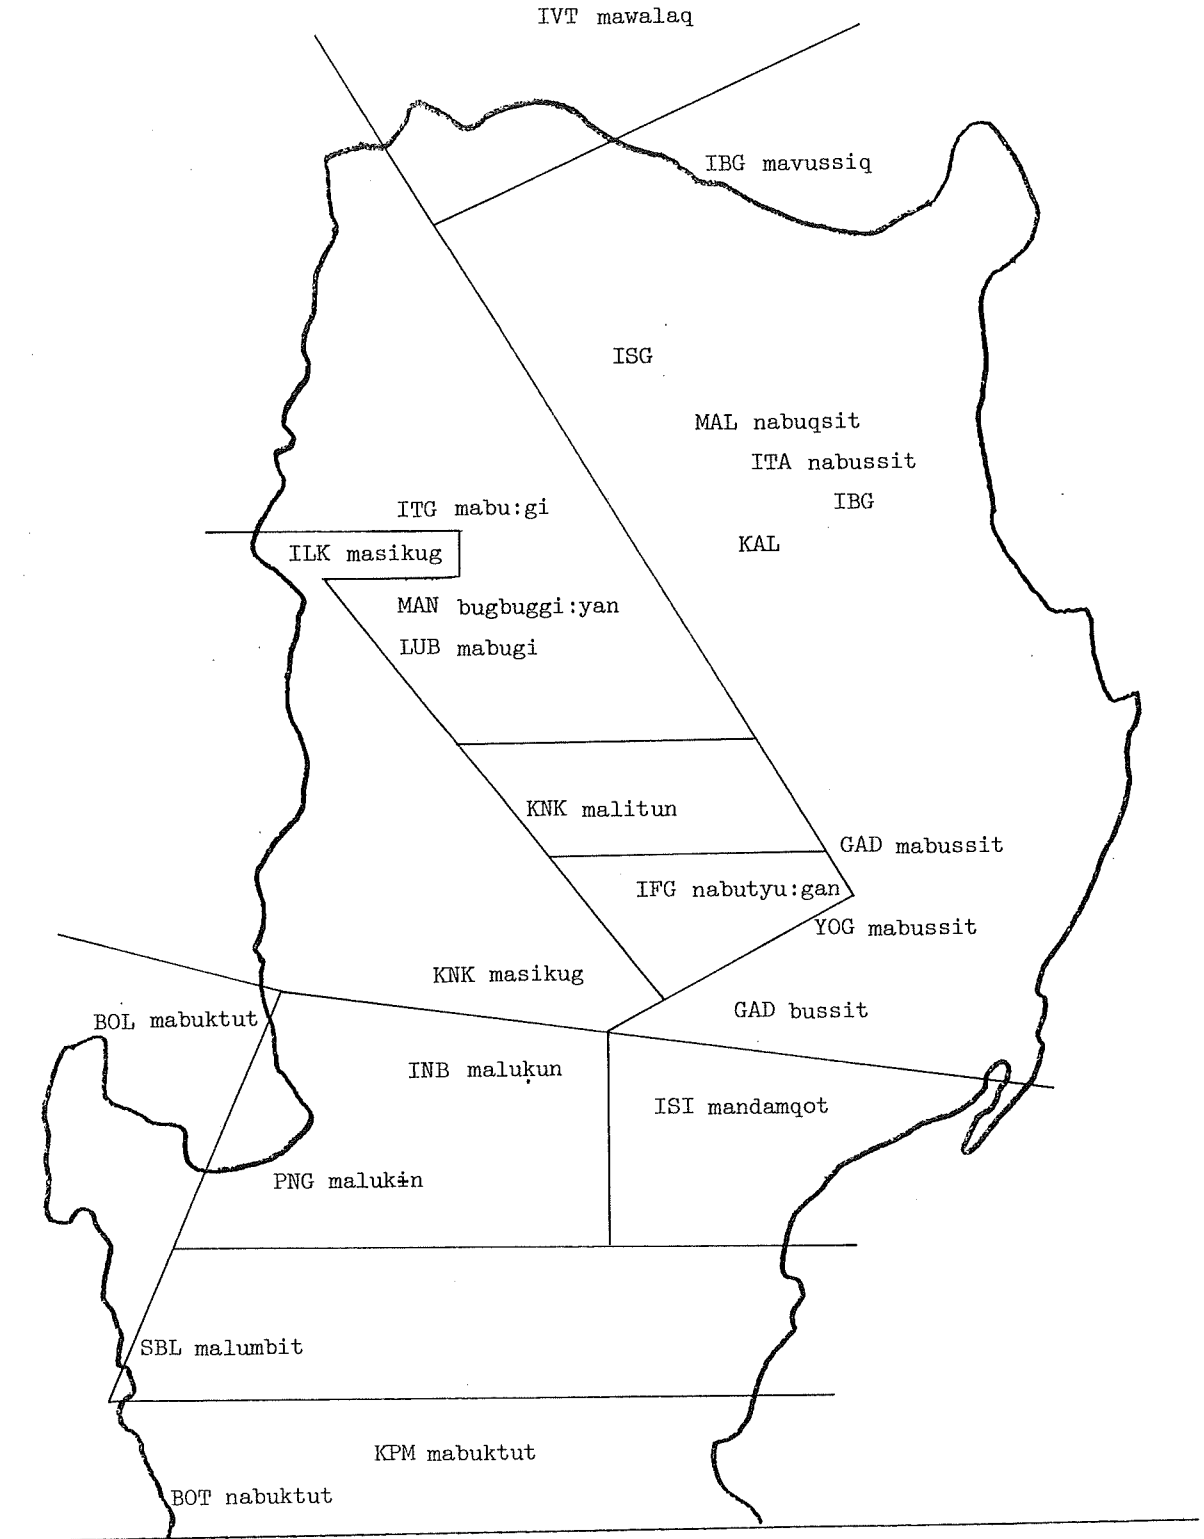 IVT mawalaq
IBG mavussiq
ISG
MAL nabuqsit
ITA nabussit
IBG
ITG mabu:gi
KAL
ILK masikug
MAN bugbuggi:yan
LUB mabugi
KNK malitun
GAD mabussit
IFG nabutyu:gan
YOG mabussit
KNK masikug
GAD bussit
BOL mabuktut
INB maluḳun
ISI mandamqot
PNG malukɨn
SBL malumbit
KPM mabuktut
BOT nabuktut